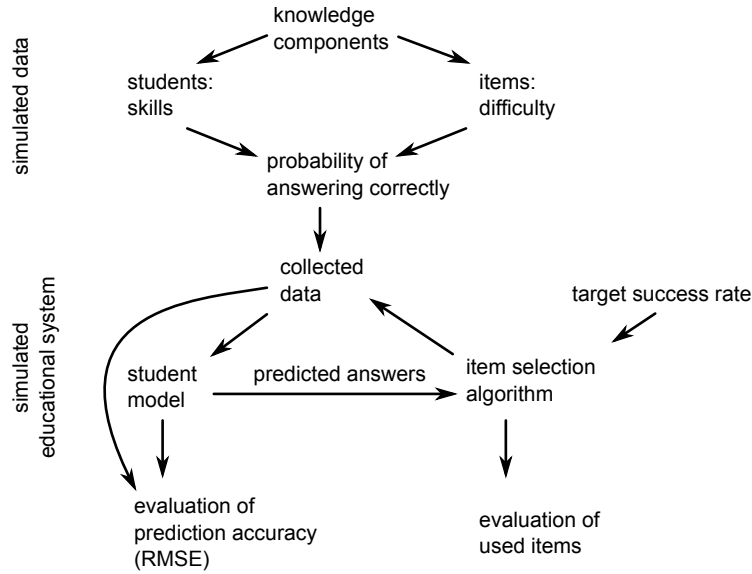 knowledge
components
simulated data
students:
skills
items:
difficulty
probability of
answering correctly
simulated
educational system
collected
data
target success rate
student
model
predicted answers
item selection
algorithm
evaluation of
prediction accuracy
(RMSE)
evaluation of
used items